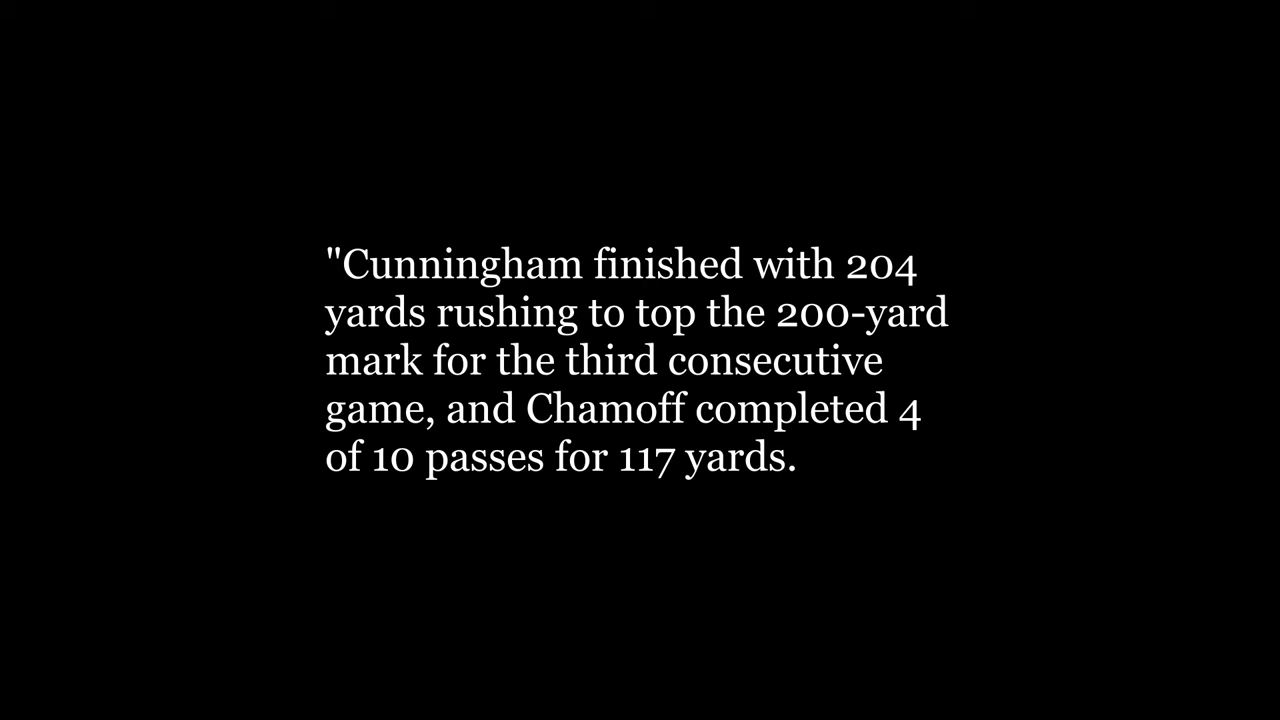 "Cunningham finished with 204
yards rushing to top the 200-yard
mark for the third consecutive
game, and Chamoff completed 4
of 10 passes for 117 yards.